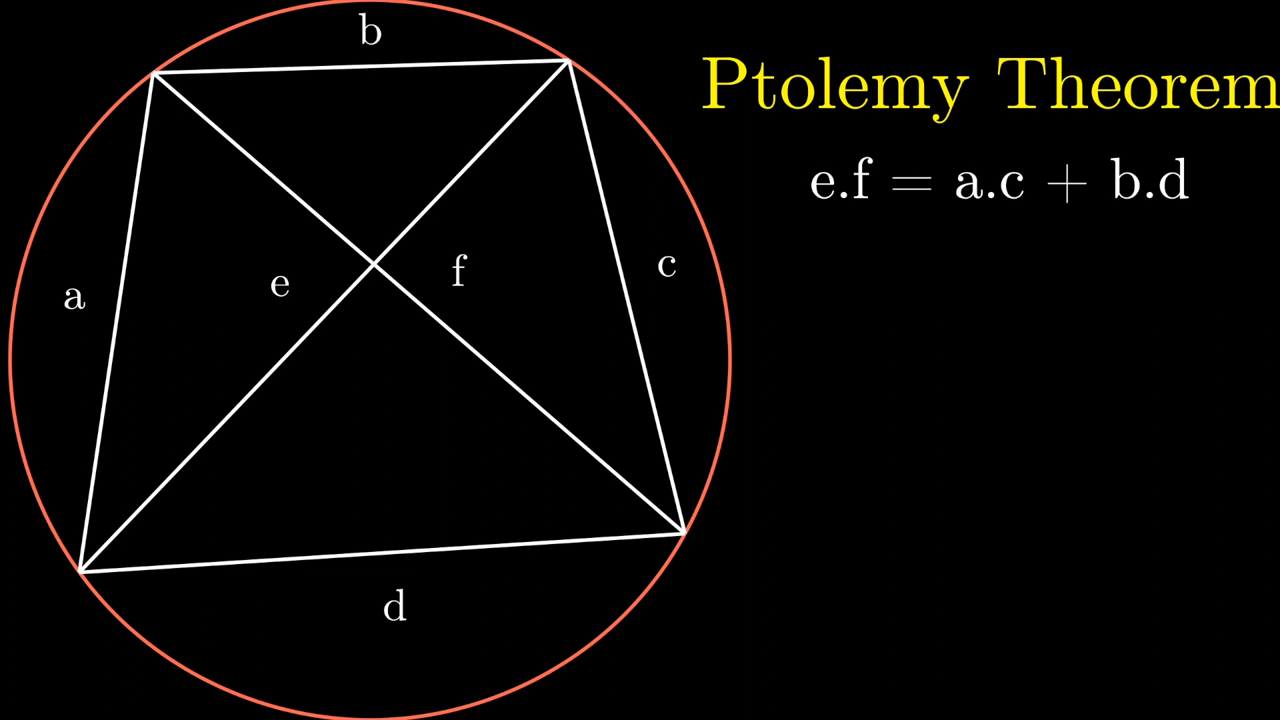 b
Ptolemy Theorem
e.f = a.c + b.d
a
e
f
c
d